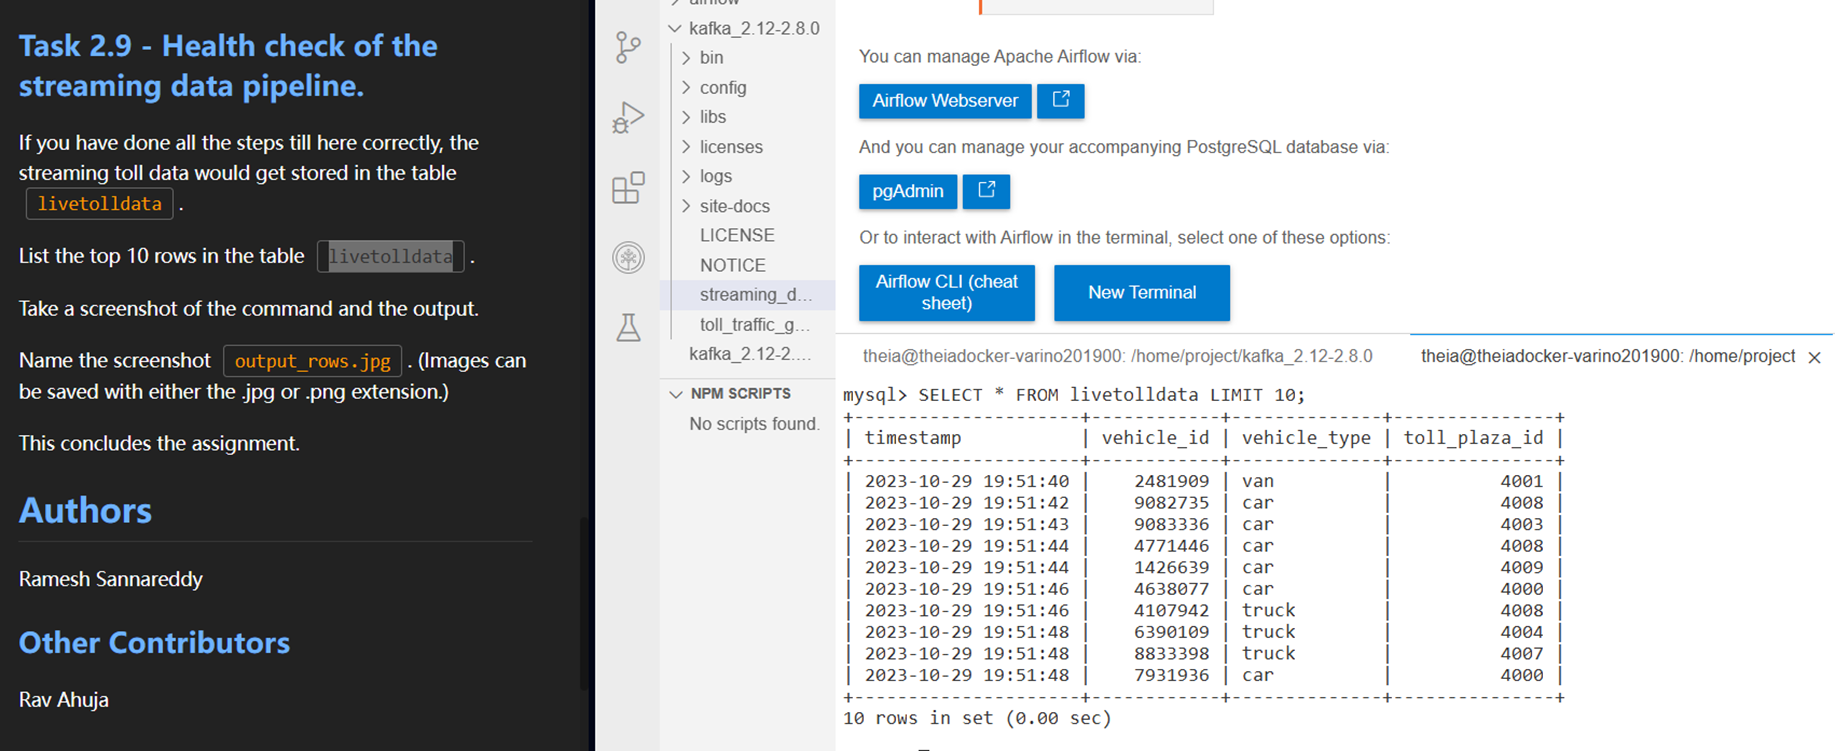 Task 2.9 - Health check of the
streaming data pipeline.
If you have done all the steps till here correctly, the
streaming toll data would get stored in the table
livetolldata .
List the top 10 rows in the table livetolldata .
Take a screenshot of the command and the output.
Name the screenshot output_rows.jpg . (Images can
be saved with either the .jpg or .png extension.)
This concludes the assignment.
Authors
Ramesh Sannareddy
Other Contributors
Rav Ahuja
airflow
kafka_2.12-2.8.0
bin
config
libs
licenses
logs
site-docs
LICENSE
NOTICE
streaming_d...
toll_traffic_g...
kafka_2.12-2....
NPM SCRIPTS
No scripts found.
You can manage Apache Airflow via:
Airflow Webserver
And you can manage your accompanying PostgreSQL database via:
pgAdmin
Or to interact with Airflow in the terminal, select one of these options:
Airflow CLI (cheat
sheet)
New Terminal
theia@theiadocker-varino201900: /home/project/kafka_2.12-2.8.0
theia@theiadocker-varino201900: /home/project
mysql> SELECT * FROM livetolldata LIMIT 10;
+---------------------+------------+--------------+---------------+
| timestamp           | vehicle_id | vehicle_type | toll_plaza_id |
+---------------------+------------+--------------+---------------+
| 2023-10-29 19:51:40 |    2481909 | van          |          4001 |
| 2023-10-29 19:51:42 |    9082735 | car          |          4008 |
| 2023-10-29 19:51:43 |    9083336 | car          |          4003 |
| 2023-10-29 19:51:44 |    4771446 | car          |          4008 |
| 2023-10-29 19:51:44 |    1426639 | car          |          4009 |
| 2023-10-29 19:51:46 |    4638077 | car          |          4000 |
| 2023-10-29 19:51:46 |    4107942 | truck        |          4008 |
| 2023-10-29 19:51:48 |    6390109 | truck        |          4004 |
| 2023-10-29 19:51:48 |    8833398 | truck        |          4007 |
| 2023-10-29 19:51:48 |    7931936 | car          |          4000 |
+---------------------+------------+--------------+---------------+
10 rows in set (0.00 sec)